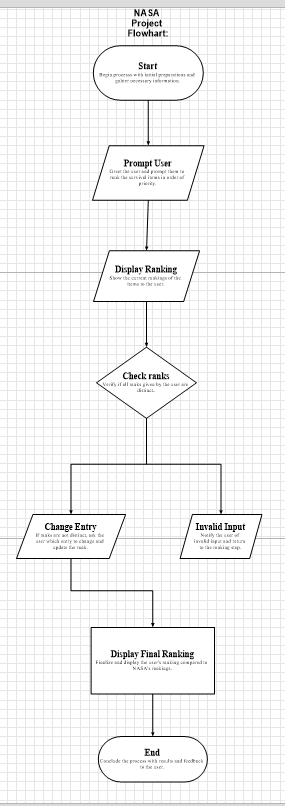 NASA
Project
Flowhart:
Start
Begin processs with initial preparations and
gather necessary information.
Prompt User
Greet the user and prompt them to
rank the survival items in order of
priority.
Display Ranking
Show the current rankings of the
items to the user.
Check ranks
Verify if all ranks given by the user are
distinct.
Change Entry
If ranks are not distinct, ask the
user which entry to change and
update the rank.
Invalid Input
Notify the user of
invalid input and return
to the ranking step.
Display Final Ranking
Finalize and display the user's ranking compared to
NASA's rankings.
End
Conclude the process with results and feedback
to the user.